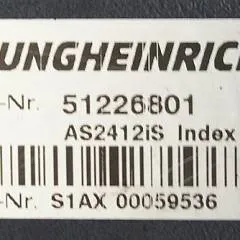 UNGHEINRICH
-Nr. 51226801
AS2412iS Index
-Nr. S1AX 00059536